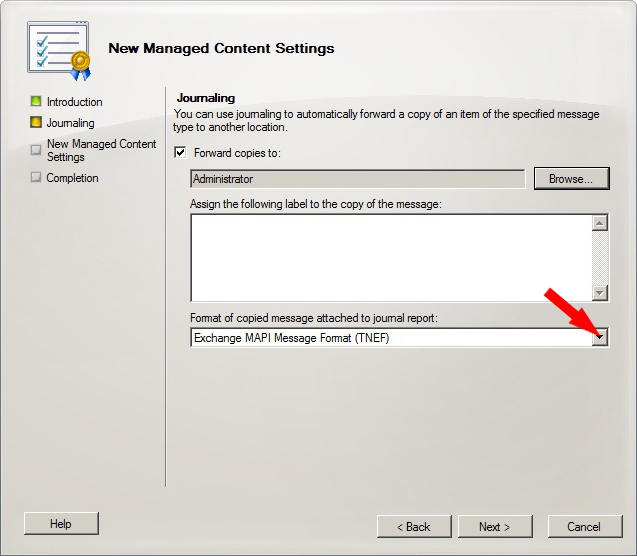 New Managed Content Settings
Introduction
Journaling
New Managed Content
Settings
Completion
Journaling
You can use journaling to automatically forward a copy of an item of the specified message
type to another location.
Forward copies to:
Administrator
Browse...
Assign the following label to the copy of the message:
Format of copied message attached to journal report:
Exchange MAPI Message Format (TNEF)
Help
< Back
Next >
Cancel